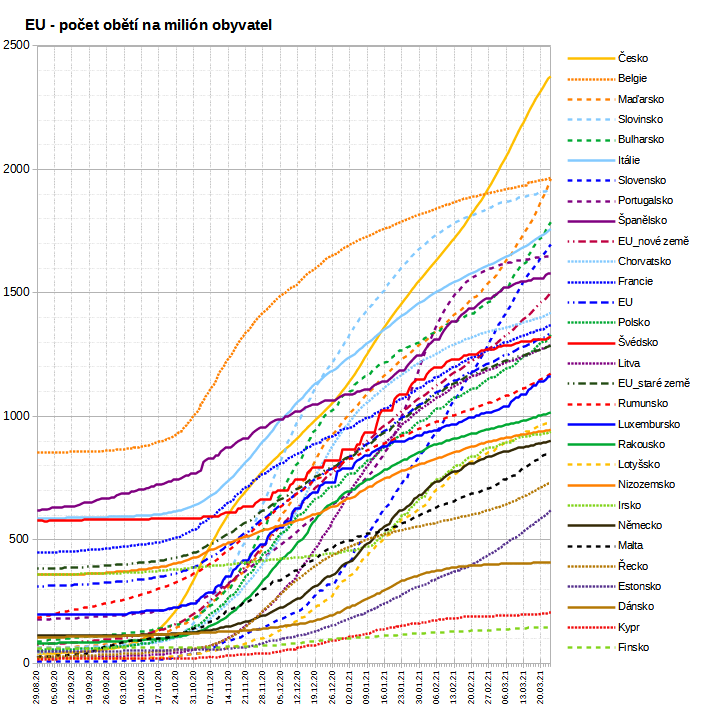 EU - počet obětí na milión obyvatel
2500
2000
1500
1000
500
0
Česko
Belgie
Maďarsko
Slovinsko
Bulharsko
Itálie
Slovensko
Portugalsko
Španělsko
EU_nové země
Chorvatsko
Francie
EU
Polsko
Švédsko
Litva
EU_staré země
Rumunsko
Luxembursko
Rakousko
Lotyšsko
Nizozemsko
Irsko
Německo
Malta
Řecko
Estonsko
Dánsko
Kypr
Finsko
29.08.20
05.09.20
12.09.20
19.09.20
26.09.20
03.10.20
10.10.20
17.10.20
24.10.20
31.10.20
07.11.20
14.11.20
21.11.20
28.11.20
05.12.20
12.12.20
19.12.20
26.12.20
02.01.21
09.01.21
16.01.21
23.01.21
30.01.21
06.02.21
13.02.21
20.02.21
27.02.21
06.03.21
13.03.21
20.03.21